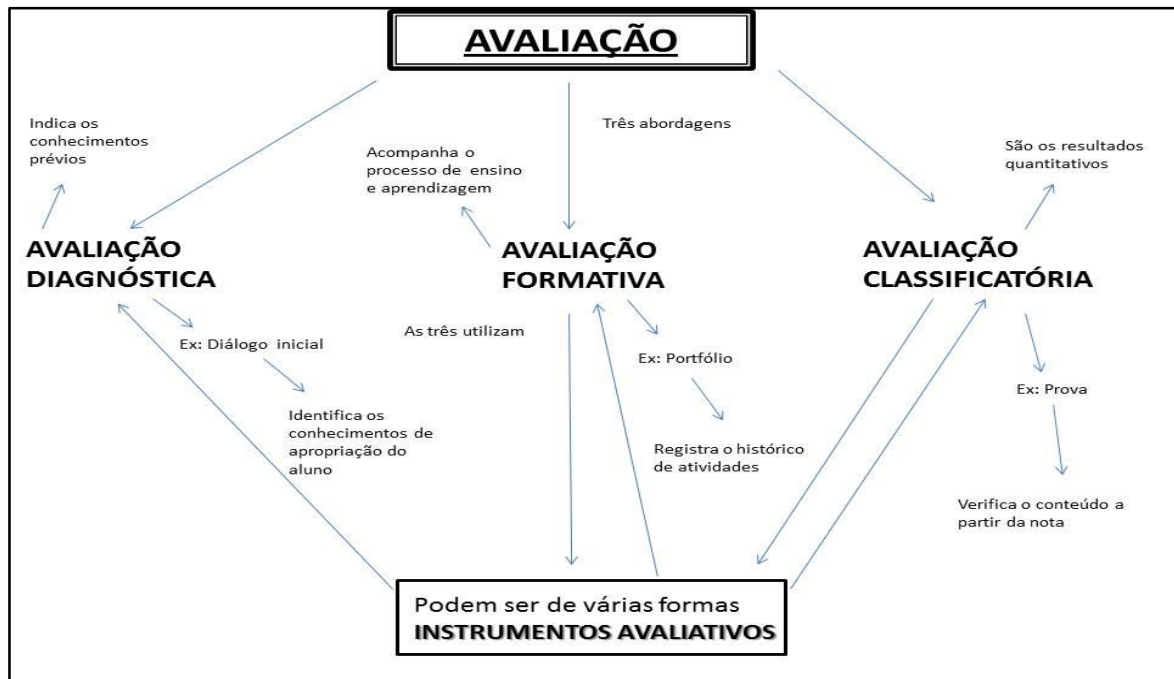 AVALIAÇÃO
Três abordagens
Indica os
conhecimentos
prévios
Acompanha o
processo de ensino
e aprendizagem
São os resultados
quantitativos
AVALIAÇÃO
DIAGNÓSTICA
AVALIAÇÃO
FORMATIVA
AVALIAÇÃO
CLASSIFICATÓRIA
Ex: Diálogo inicial
As três utilizam
Ex: Portfólio
Ex: Prova
Identifica os
conhecimentos de
apropriação do
aluno
Registra o histórico
de atividades
Verifica o conteúdo a
partir da nota
Podem ser de várias formas
INSTRUMENTOS AVALIATIVOS